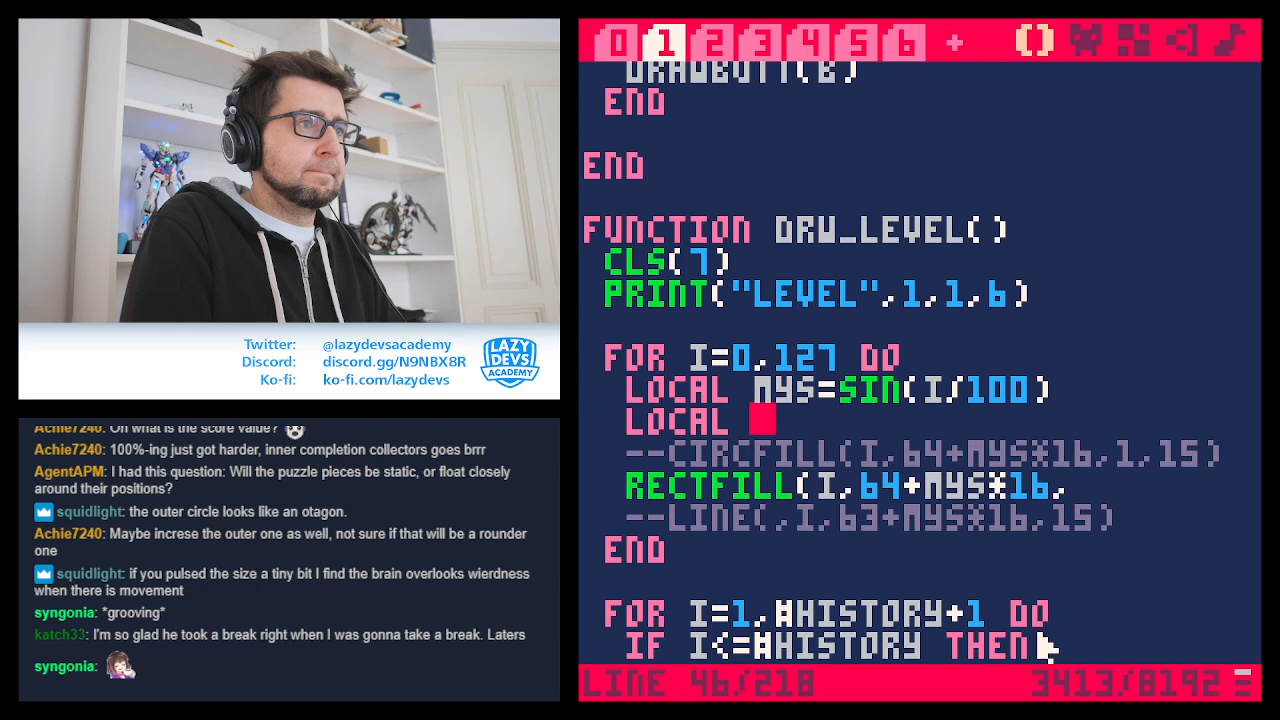 Twitter: @lazydevsacademy
Discord: discord.gg/N9NBX8R
Ko-fi: ko-fi.com/lazydevs
LAZY
DEVS
ACADEMY
Achie7240: Oh what is the score value?
Achie7240: 100%-ing just got harder, inner completion collectors goes brrr
AgentAPM: I had this question: Will the puzzle pieces be static, or float closely
around their positions?
squidlight: the outer circle looks like an otagon.
Achie7240: Maybe increse the outer one as well, not sure if that will be a rounder
one
squidlight: if you pulsed the size a tiny bit I find the brain overlooks wierdness
when there is movement
syngonia: *grooving*
katch33: I'm so glad he took a break right when I was gonna take a break. Laters
syngonia:
0 1 2 3 4 5 6 +
DRAWBUTT(B)
END
END
FUNCTION DRW_LEVEL()
CLS(7)
PRINT("LEVEL",1,1,6)
FOR I=0,127 DO
LOCAL MYS=SIN(I/100)
LOCAL
--CIRCFILL(I,64+MYS*16,1,15)
RECTFILL(I,64+MYS*16,
--LINE(,I,63+MYS*16,15)
END
FOR I=1,#HISTORY+1 DO
IF I<=#HISTORY THEN
LINE 46/218 3413/8192